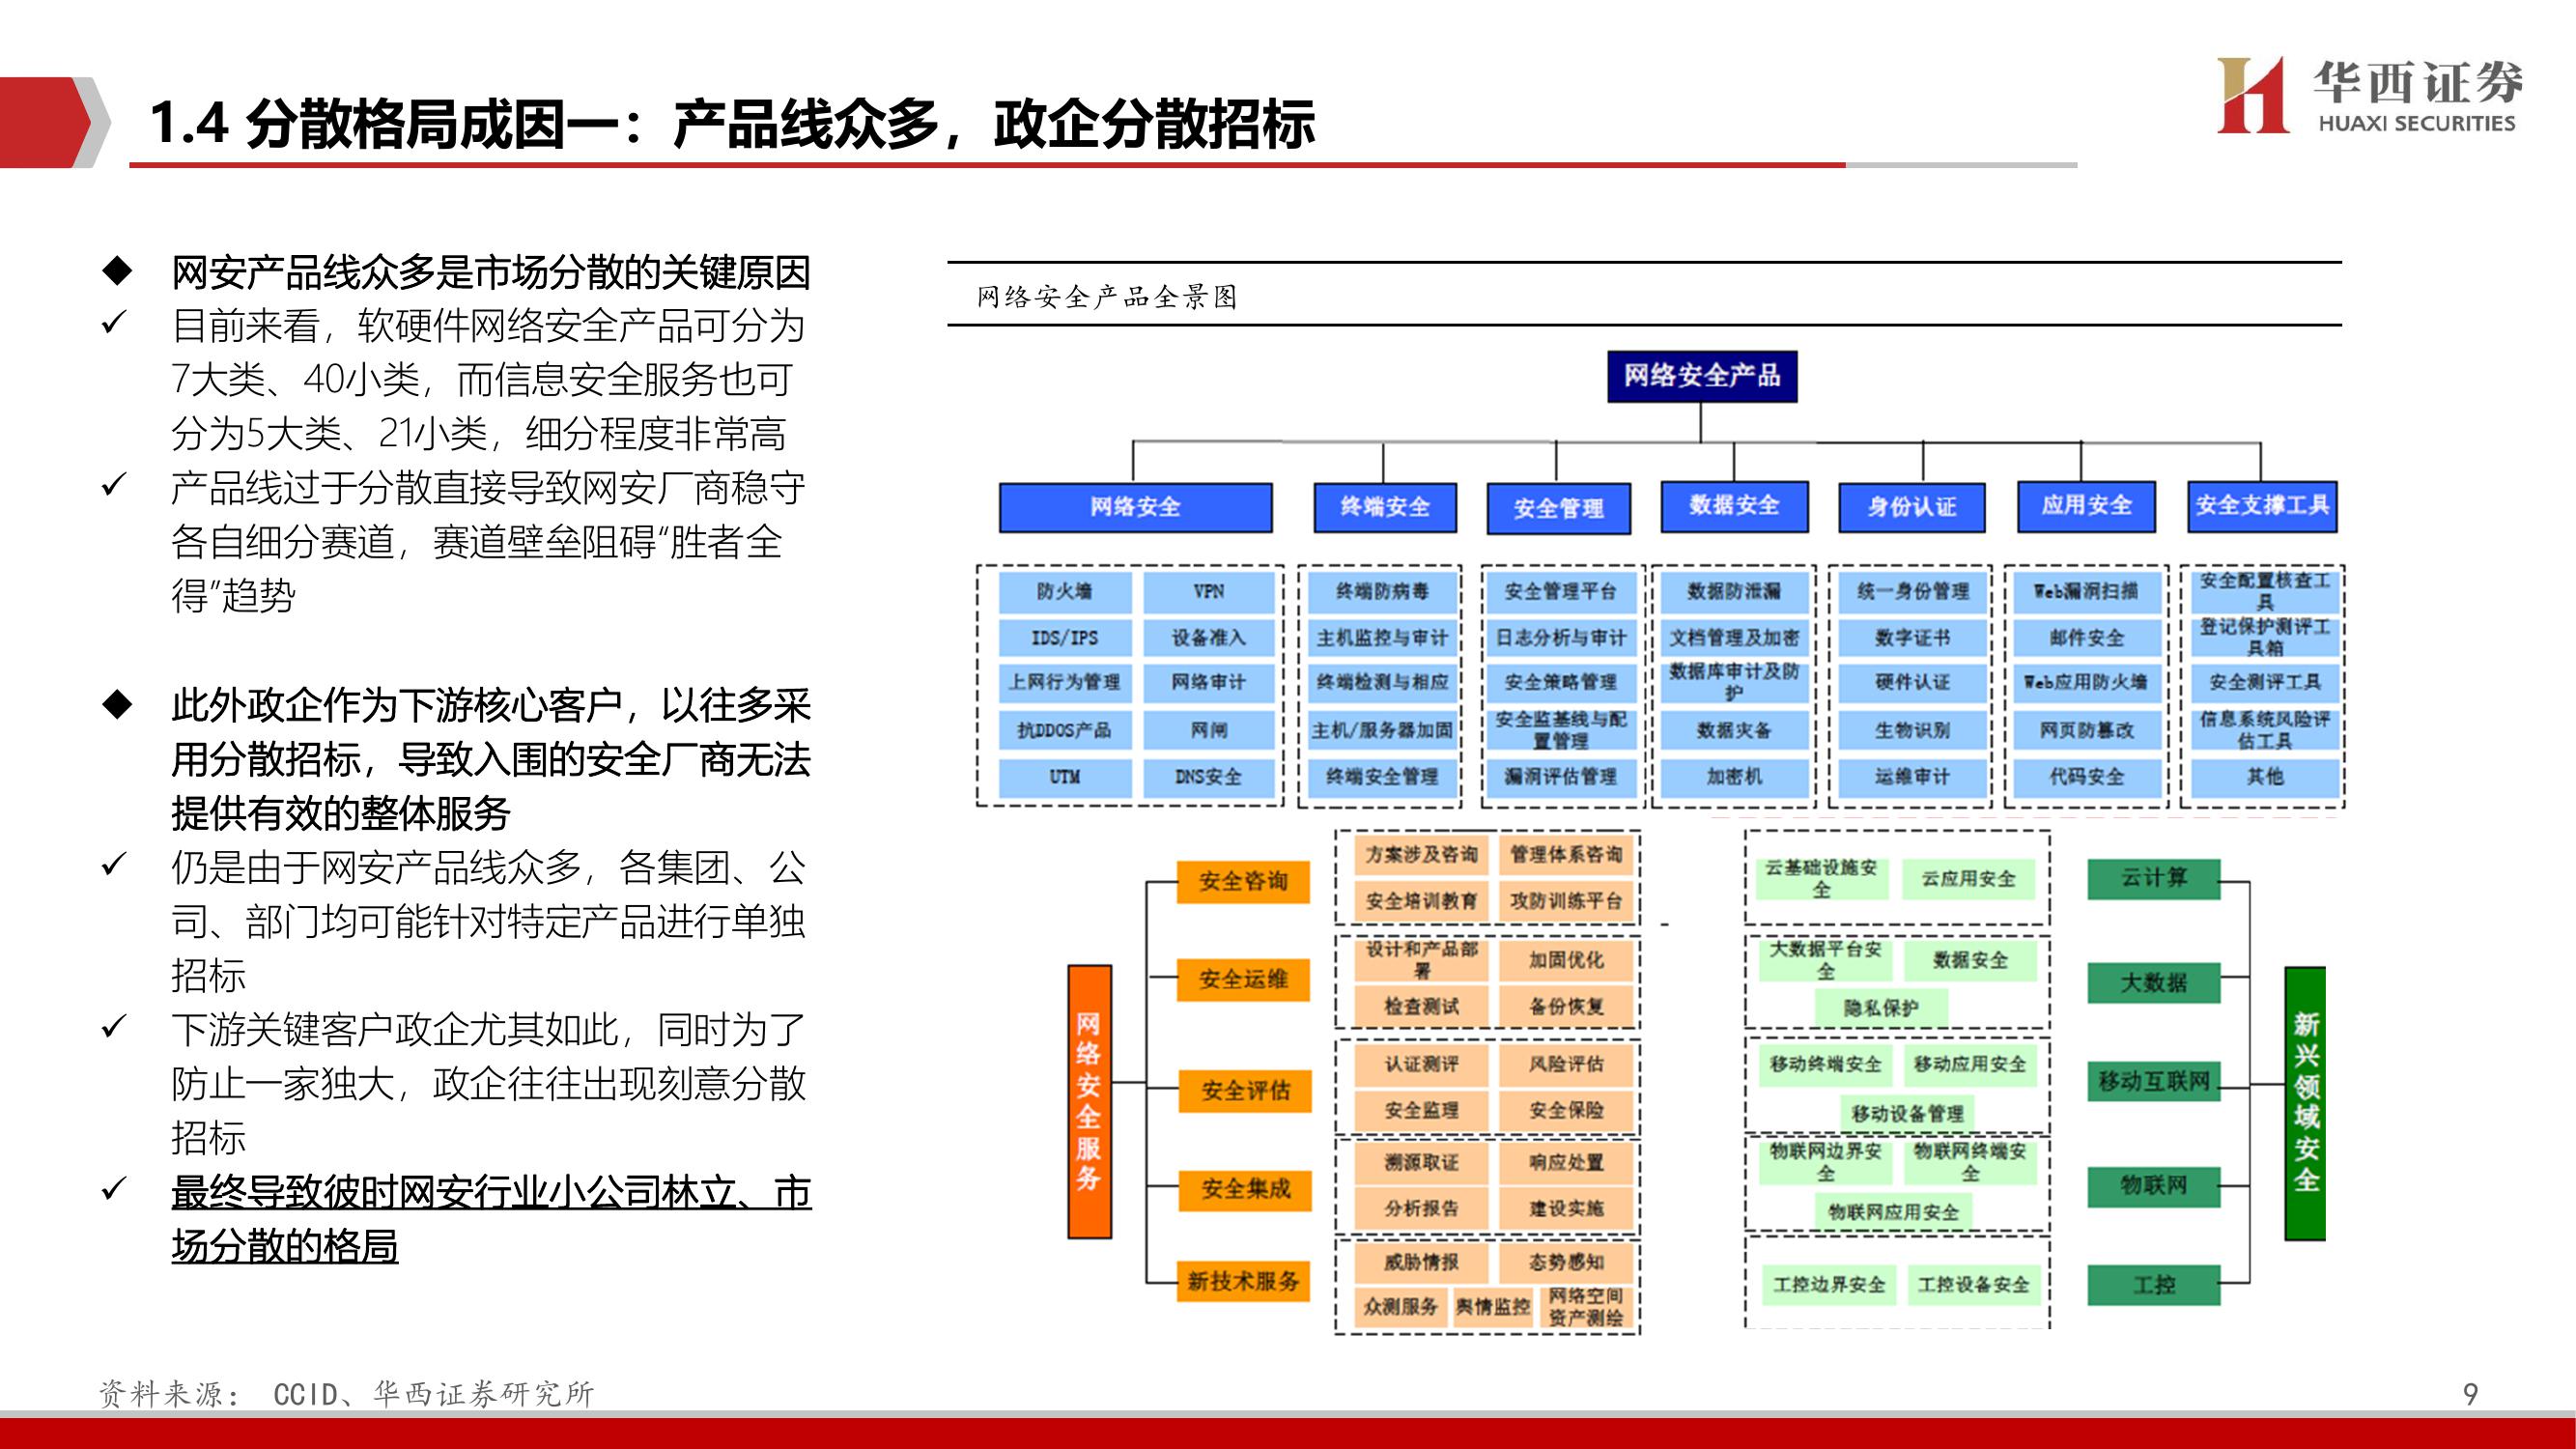 1.4 分散格局成因一：产品线众多，政企分散招标
华西证券
HUAXI SECURITIES
◆ 网安产品线众多是市场分散的关键原因
✓ 目前来看，软硬件网络安全产品可分为
7大类、40小类，而信息安全服务也可
分为5大类、21小类，细分程度非常高
✓ 产品线过于分散直接导致网安厂商稳守
各自细分赛道，赛道壁垒阻碍“胜者全
得”趋势
◆ 此外政企作为下游核心客户，以往多采
用分散招标，导致入围的安全厂商无法
提供有效的整体服务
✓ 仍是由于网安产品线众多，各集团、公
司、部门均可能针对特定产品进行单独
招标
✓ 下游关键客户政企尤其如此，同时为了
防止一家独大，政企往往出现刻意分散
招标
✓ 最终导致彼时网安行业小公司林立、市
场分散的格局
网络安全产品全景图
网络安全产品
网络安全 终端安全 安全管理 数据安全 身份认证 应用安全 安全支撑工具
防火墙 VPN 终端防病毒 安全管理平台 数据防泄漏 统一身份管理 Web漏洞扫描 安全配置核查工
具
IDS/IPS 设备准入 主机监控与审计 日志分析与审计 文档管理及加密 数字证书 邮件安全 登记保护测评工
具箱
上网行为管理 网络审计 终端检测与相应 安全策略管理 数据库审计及防 硬件认证 Web应用防火墙 安全测评工具
护
抗DDOS产品 网闸 主机/服务器加固 安全监基线与配 数据灾备 生物识别 网页防篡改 信息系统风险评
置管理 估工具
UTM DNS安全 终端安全管理 漏洞评估管理 加密机 运维审计 代码安全 其他
网络安全服务
安全咨询
方案涉及咨询 管理体系咨询
安全培训教育 攻防训练平台
安全运维
设计和产品部 加固优化
署
检查测试 备份恢复
安全评估
认证测评 风险评估
安全监理 安全保险
安全集成
溯源取证 响应处置
分析报告 建设实施
新技术服务
威胁情报 态势感知
众测服务 舆情监控 网络空间
资产测绘
云基础设施安 云应用安全
全
云计算
大数据平台安 数据安全
全
隐私保护
大数据
移动终端安全 移动应用安全
移动设备管理
移动互联网
物联网边界安 物联网终端安
全 全
物联网应用安全
物联网
工控边界安全 工控设备安全
工控
新兴领域安全
资料来源： CCID、华西证券研究所
9